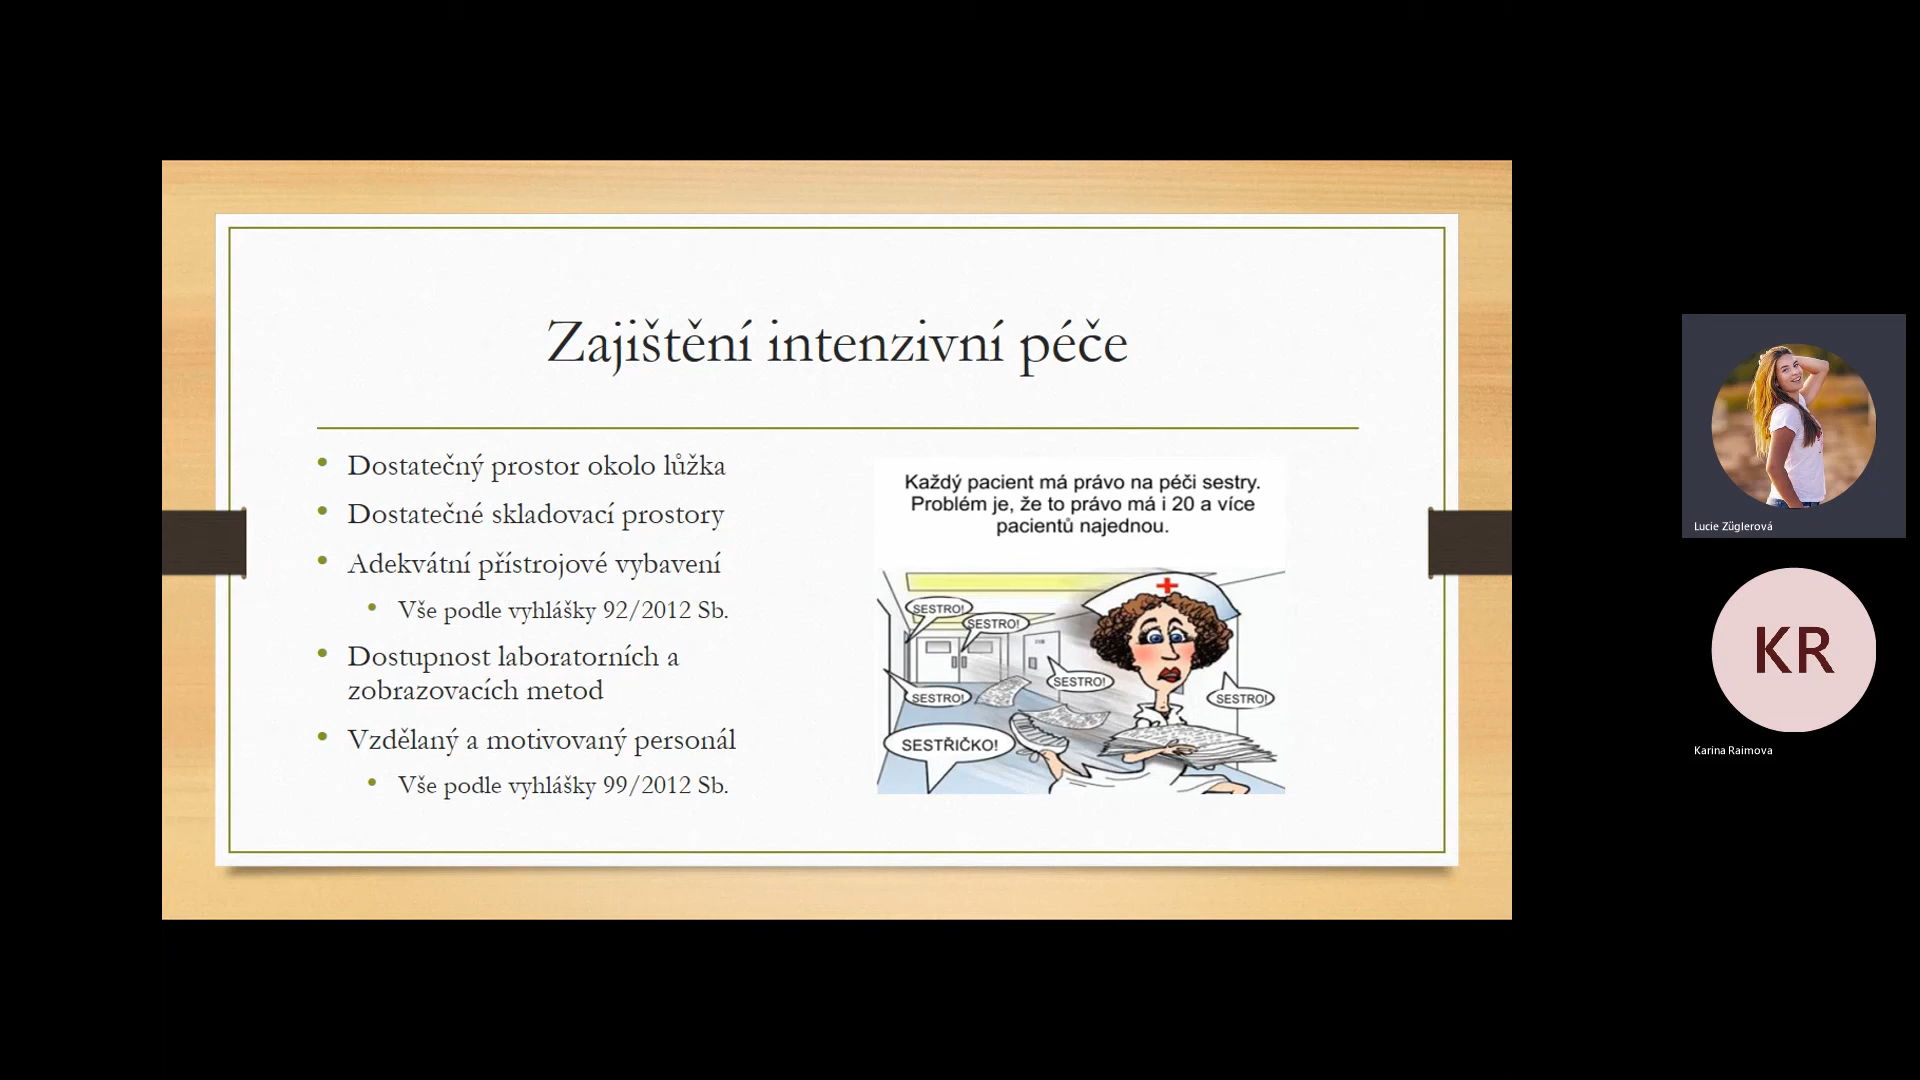 Zajištění intenzivní péče
Dostatečný prostor okolo lůžka
Dostatečné skladovací prostory
Adekvátní přístrojové vybavení
Vše podle vyhlášky 92/2012 Sb.
Dostupnost laboratorních a
zobrazovacích metod
Vzdělaný a motivovaný personál
Vše podle vyhlášky 99/2012 Sb.
Každý pacient má právo na péči sestry.
Problém je, že to právo má i 20 a více
pacientů najednou.
SESTRO!
SESTRO!
SESTRO!
SESTRO!
SESTRO!
SESTŘIČKO!
Lucie Züglerová
KR
Karina Raimova